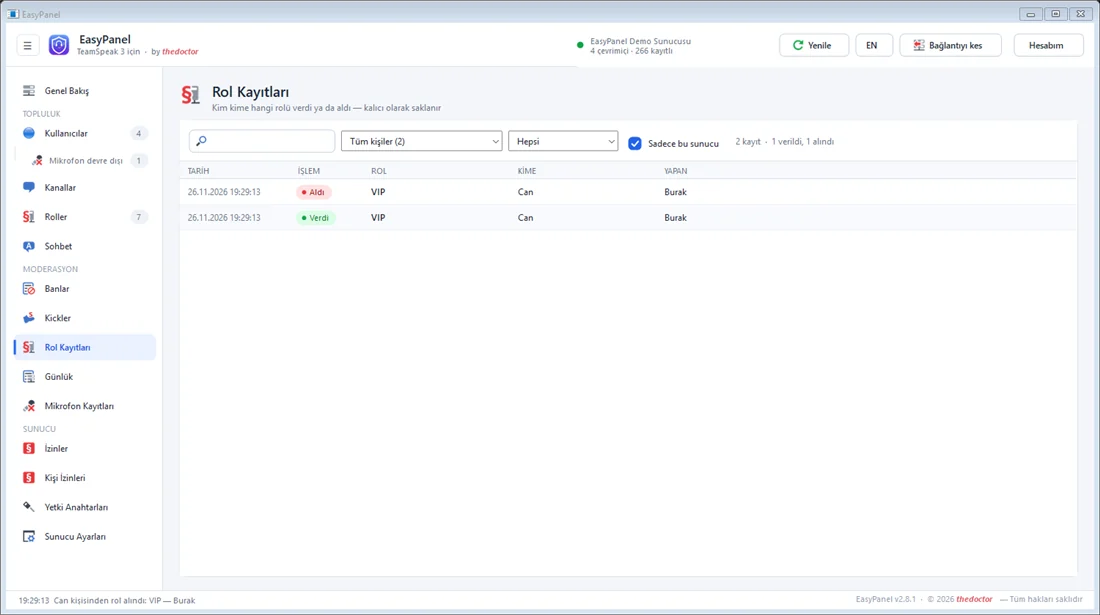 EasyPanel
EasyPanel
TeamSpeak 3 için · by thedoctor
EasyPanel Demo Sunucusu
4 çevrimiçi · 266 kayıtlı
Yenile
EN
Bağlantıyı kes
Hesabım
Genel Bakış
TOPLULUK
Kullanıcılar 4
Mikrofon devre dışı 1
Kanallar
Roller 7
Sohbet
MODERASYON
Banlar
Kickler
Rol Kayıtları
Günlük
Mikrofon Kayıtları
SUNUCU
İzinler
Kişi İzinleri
Yetki Anahtarları
Sunucu Ayarları
Rol Kayıtları
Kim kime hangi rolü verdi ya da aldı — kalıcı olarak saklanır
Tüm kişiler (2)
Hepsi
Sadece bu sunucu
2 kayıt · 1 verildi, 1 alındı
TARİH İŞLEM ROL KİME YAPAN
26.11.2026 19:29:13 Aldı VIP Can Burak
26.11.2026 19:29:13 Verdi VIP Can Burak
19:29:13 Can kişisinden rol alındı: VIP — Burak
EasyPanel v2.8.1 · © 2026 thedoctor — Tüm hakları saklıdır